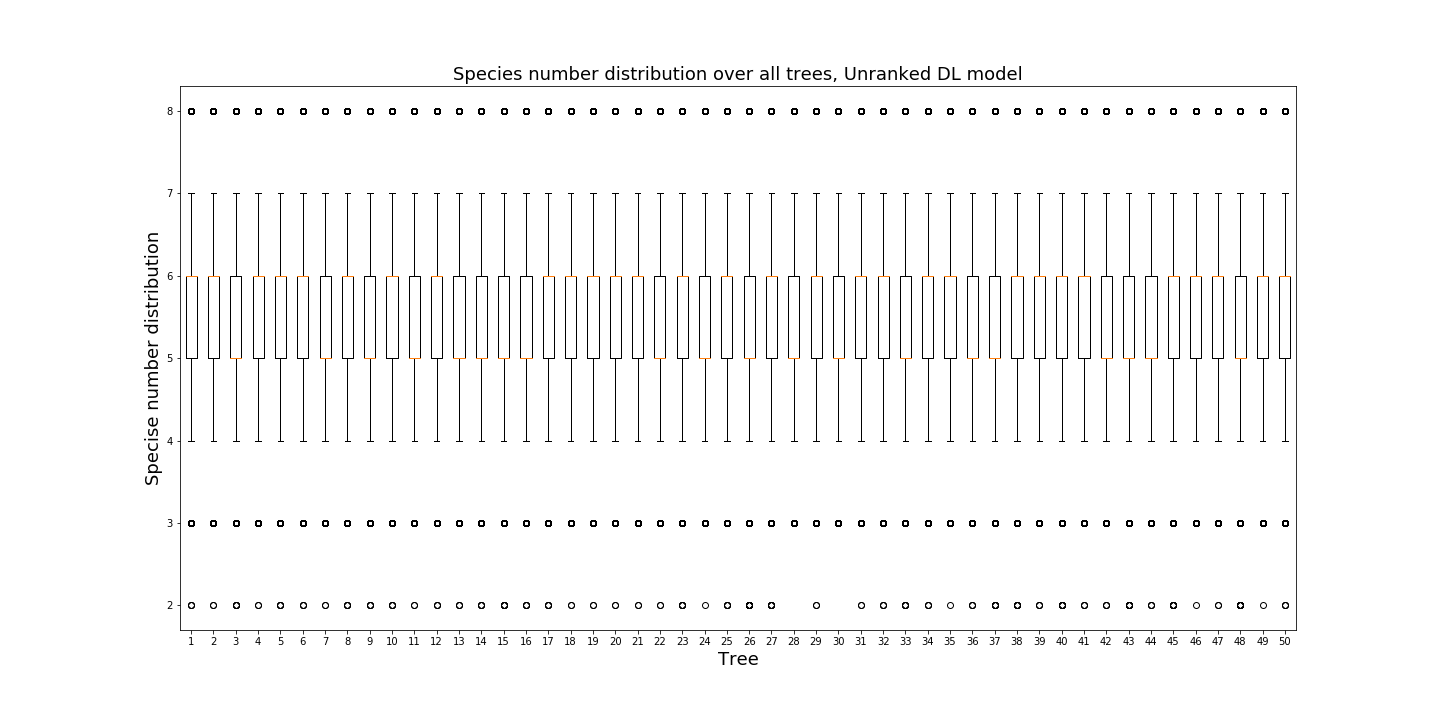 Species number distribution over all trees, Unranked DL model
8
7
6
5
4
3
2
Specise number distribution
1 2 3 4 5 6 7 8 9 10 11 12 13 14 15 16 17 18 19 20 21 22 23 24 25 26 27 28 29 30 31 32 33 34 35 36 37 38 39 40 41 42 43 44 45 46 47 48 49 50
Tree